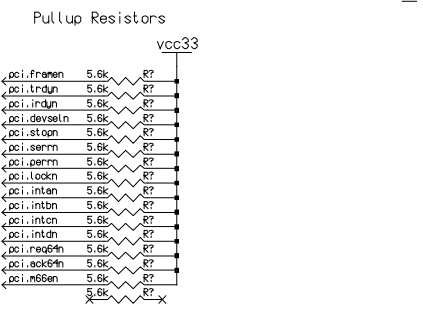 Pullup Resistors
vcc33
pci.framen 5.6k R?
pci.trdyn 5.6k R?
pci.irdyn 5.6k R?
pci.devseln 5.6k R?
pci.stopn 5.6k R?
pci.serrn 5.6k R?
pci.perrn 5.6k R?
pci.lockn 5.6k R?
pci.intan 5.6k R?
pci.intbn 5.6k R?
pci.intcn 5.6k R?
pci.intdn 5.6k R?
pci.req64n 5.6k R?
pci.ack64n 5.6k R?
pci.m66en 5.6k R?
5.6k R?